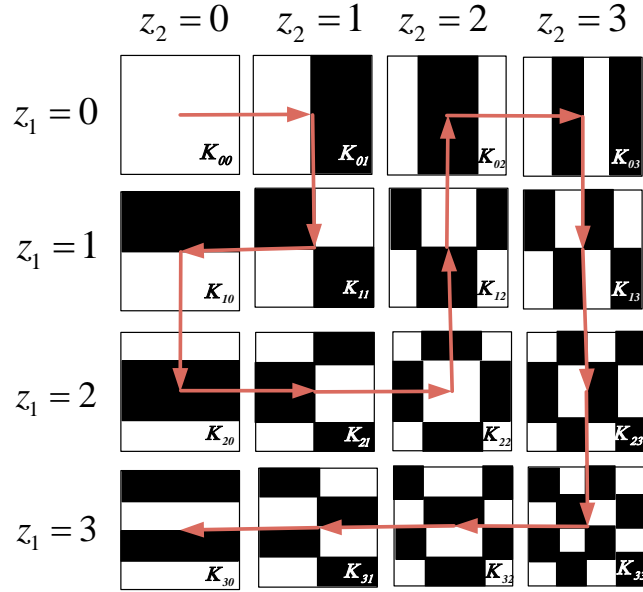 z₂ = 0 z₂ = 1 z₂ = 2 z₂ = 3
z₁ = 0
K₀₀ K₀₁ K₀₂ K₀₃
z₁ = 1
K₁₀ K₁₁ K₁₂ K₁₃
z₁ = 2
K₂₀ K₂₁ K₂₂ K₂₃
z₁ = 3
K₃₀ K₃₁ K₃₂ K₃₃